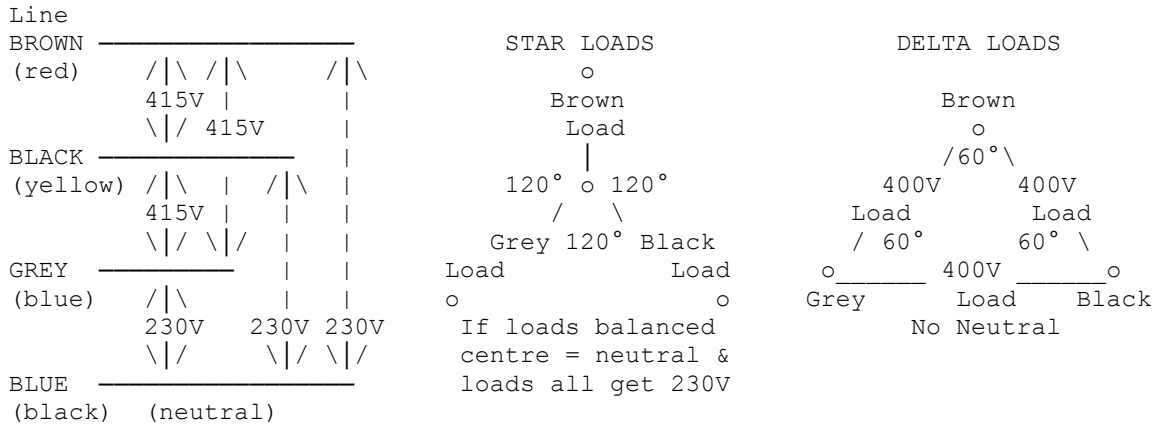 Line
BROWN STAR LOADS DELTA LOADS
(red) o
415V Brown Brown
415V Load o
BLACK 60°
(yellow) 120° o 120° 400V 400V
415V Load Load
Grey 120° Black 60° 60°
GREY Load Load o 400V o
(blue) o o Grey Load Black
230V 230V 230V If loads balanced No Neutral
centre = neutral &
BLUE loads all get 230V
(black) (neutral)